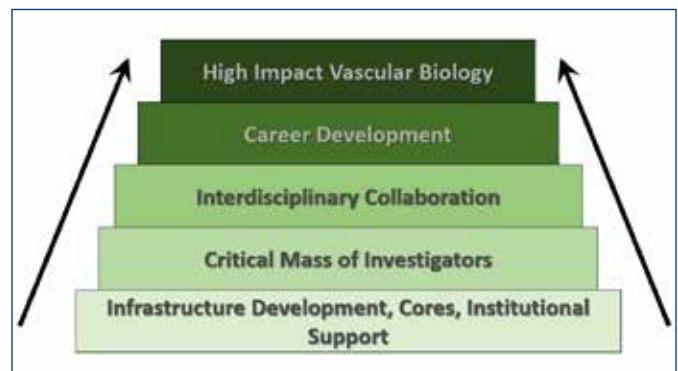 High Impact Vascular Biology
Career Development
Interdisciplinary Collaboration
Critical Mass of Investigators
Infrastructure Development, Cores, Institutional
Support